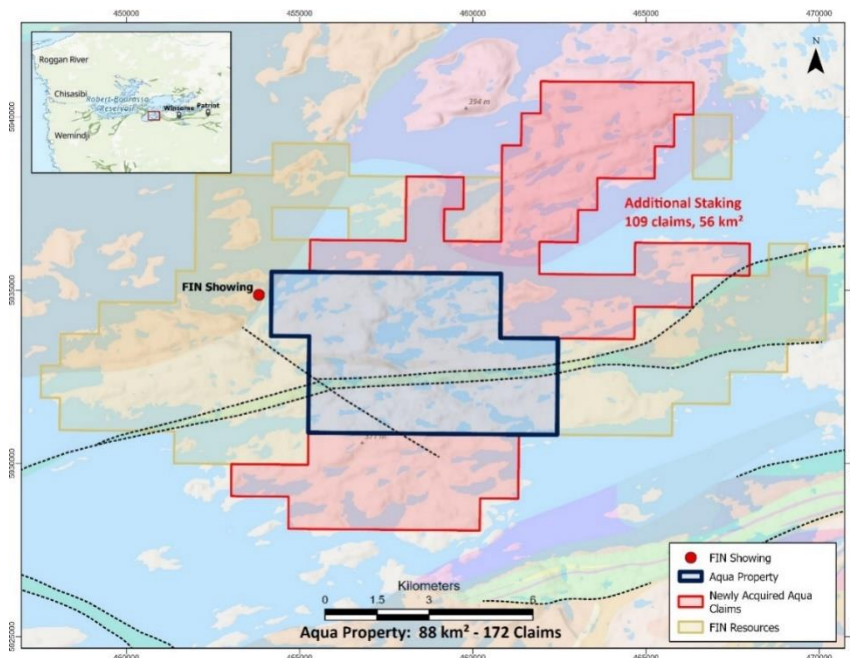 450000 455000 460000 465000 470000
Roggan River
Chisasibi
Robert-Bourassa
Reservoir
Winsome
Patriot
Wemindji
N
394 m
5940000
Additional Staking
109 claims, 56 km²
FIN Showing
5935000
377 m
5930000
Kilometers
0 1.5 3 6
Aqua Property: 88 km² - 172 Claims
FIN Showing
Aqua Property
Newly Acquired Aqua
Claims
FIN Resources
5925000
450000 455000 460000 465000 470000